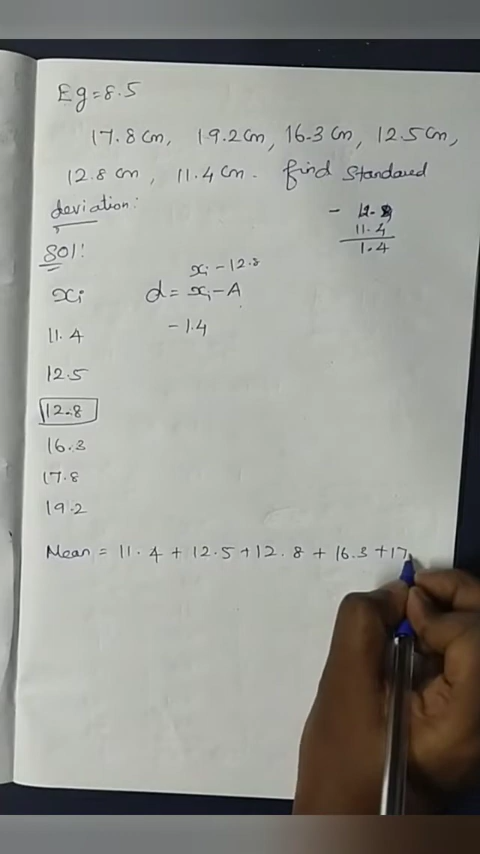 Eg=8.5
17.8 cm, 19.2 cm, 16.3 cm, 12.5 cm,
12.8 cm, 11.4 cm. find Standared
deviation:
- 12.8
11.4
1.4
Sol!
xi - 12.8
xi d = xi - A
11.4 - 1.4
12.5
12.8
16.3
17.8
19.2
Mean = 11.4 + 12.5 + 12.8 + 16.3 + 17